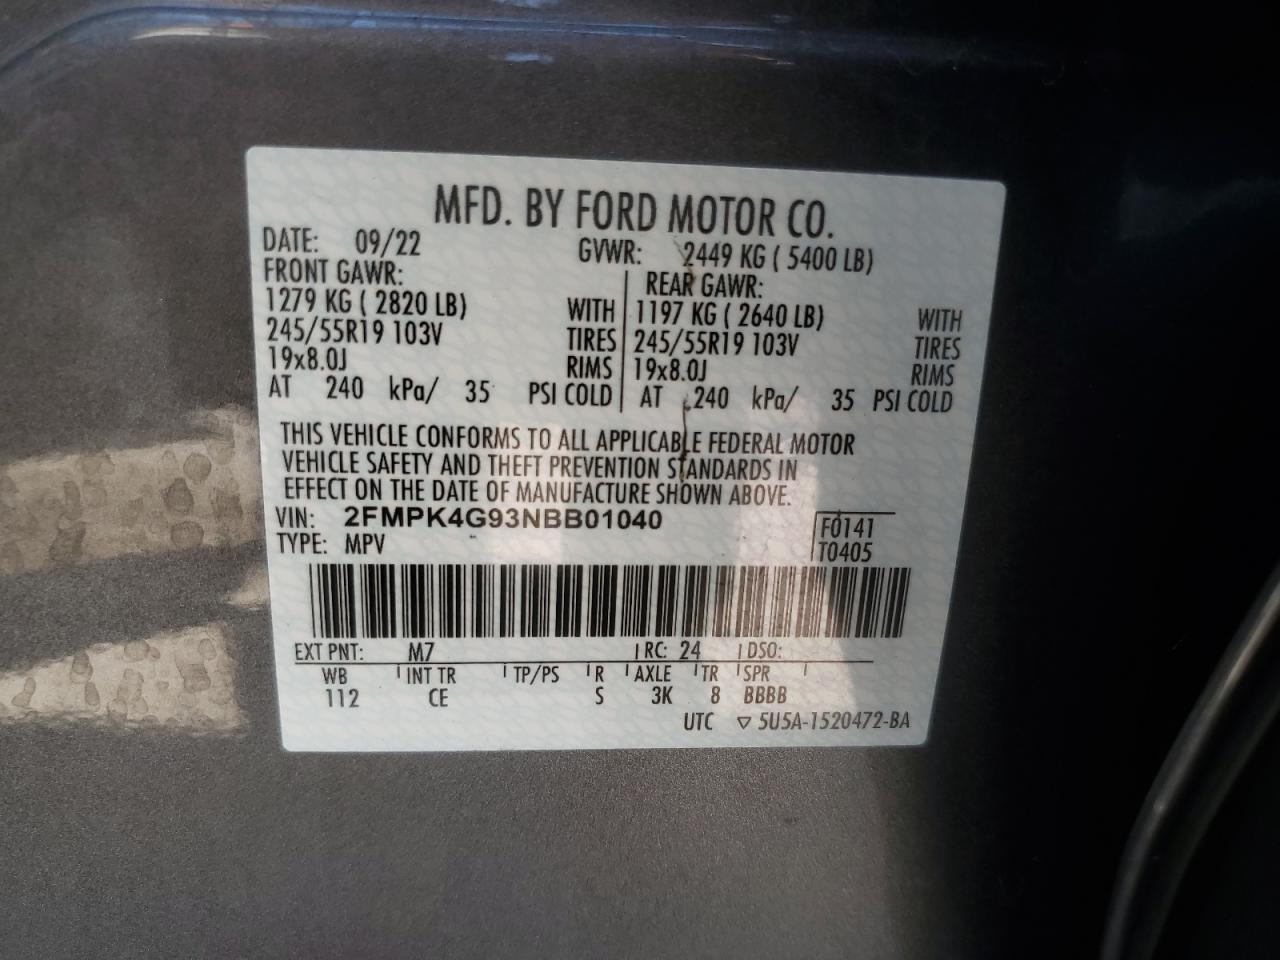 MFD. BY FORD MOTOR CO.
DATE: 09/22 GVWR: 2449 KG ( 5400 LB)
FRONT GAWR: REAR GAWR:
1279 KG ( 2820 LB) WITH 1197 KG ( 2640 LB) WITH
245/55R19 103V TIRES 245/55R19 103V TIRES
19x8.0J RIMS 19x8.0J RIMS
AT 240 kPa/ 35 PSI COLD AT 240 kPa/ 35 PSI COLD
THIS VEHICLE CONFORMS TO ALL APPLICABLE FEDERAL MOTOR
VEHICLE SAFETY AND THEFT PREVENTION STANDARDS IN
EFFECT ON THE DATE OF MANUFACTURE SHOWN ABOVE.
VIN: 2FMPK4G93NBB01040 F0141
TYPE: MPV T0405
EXT PNT: M7 RC: 24 DSO:
WB INT TR TP/PS R AXLE TR SPR
112 CE S 3K 8 BBBB
UTC ▽ 5U5A-1520472-BA